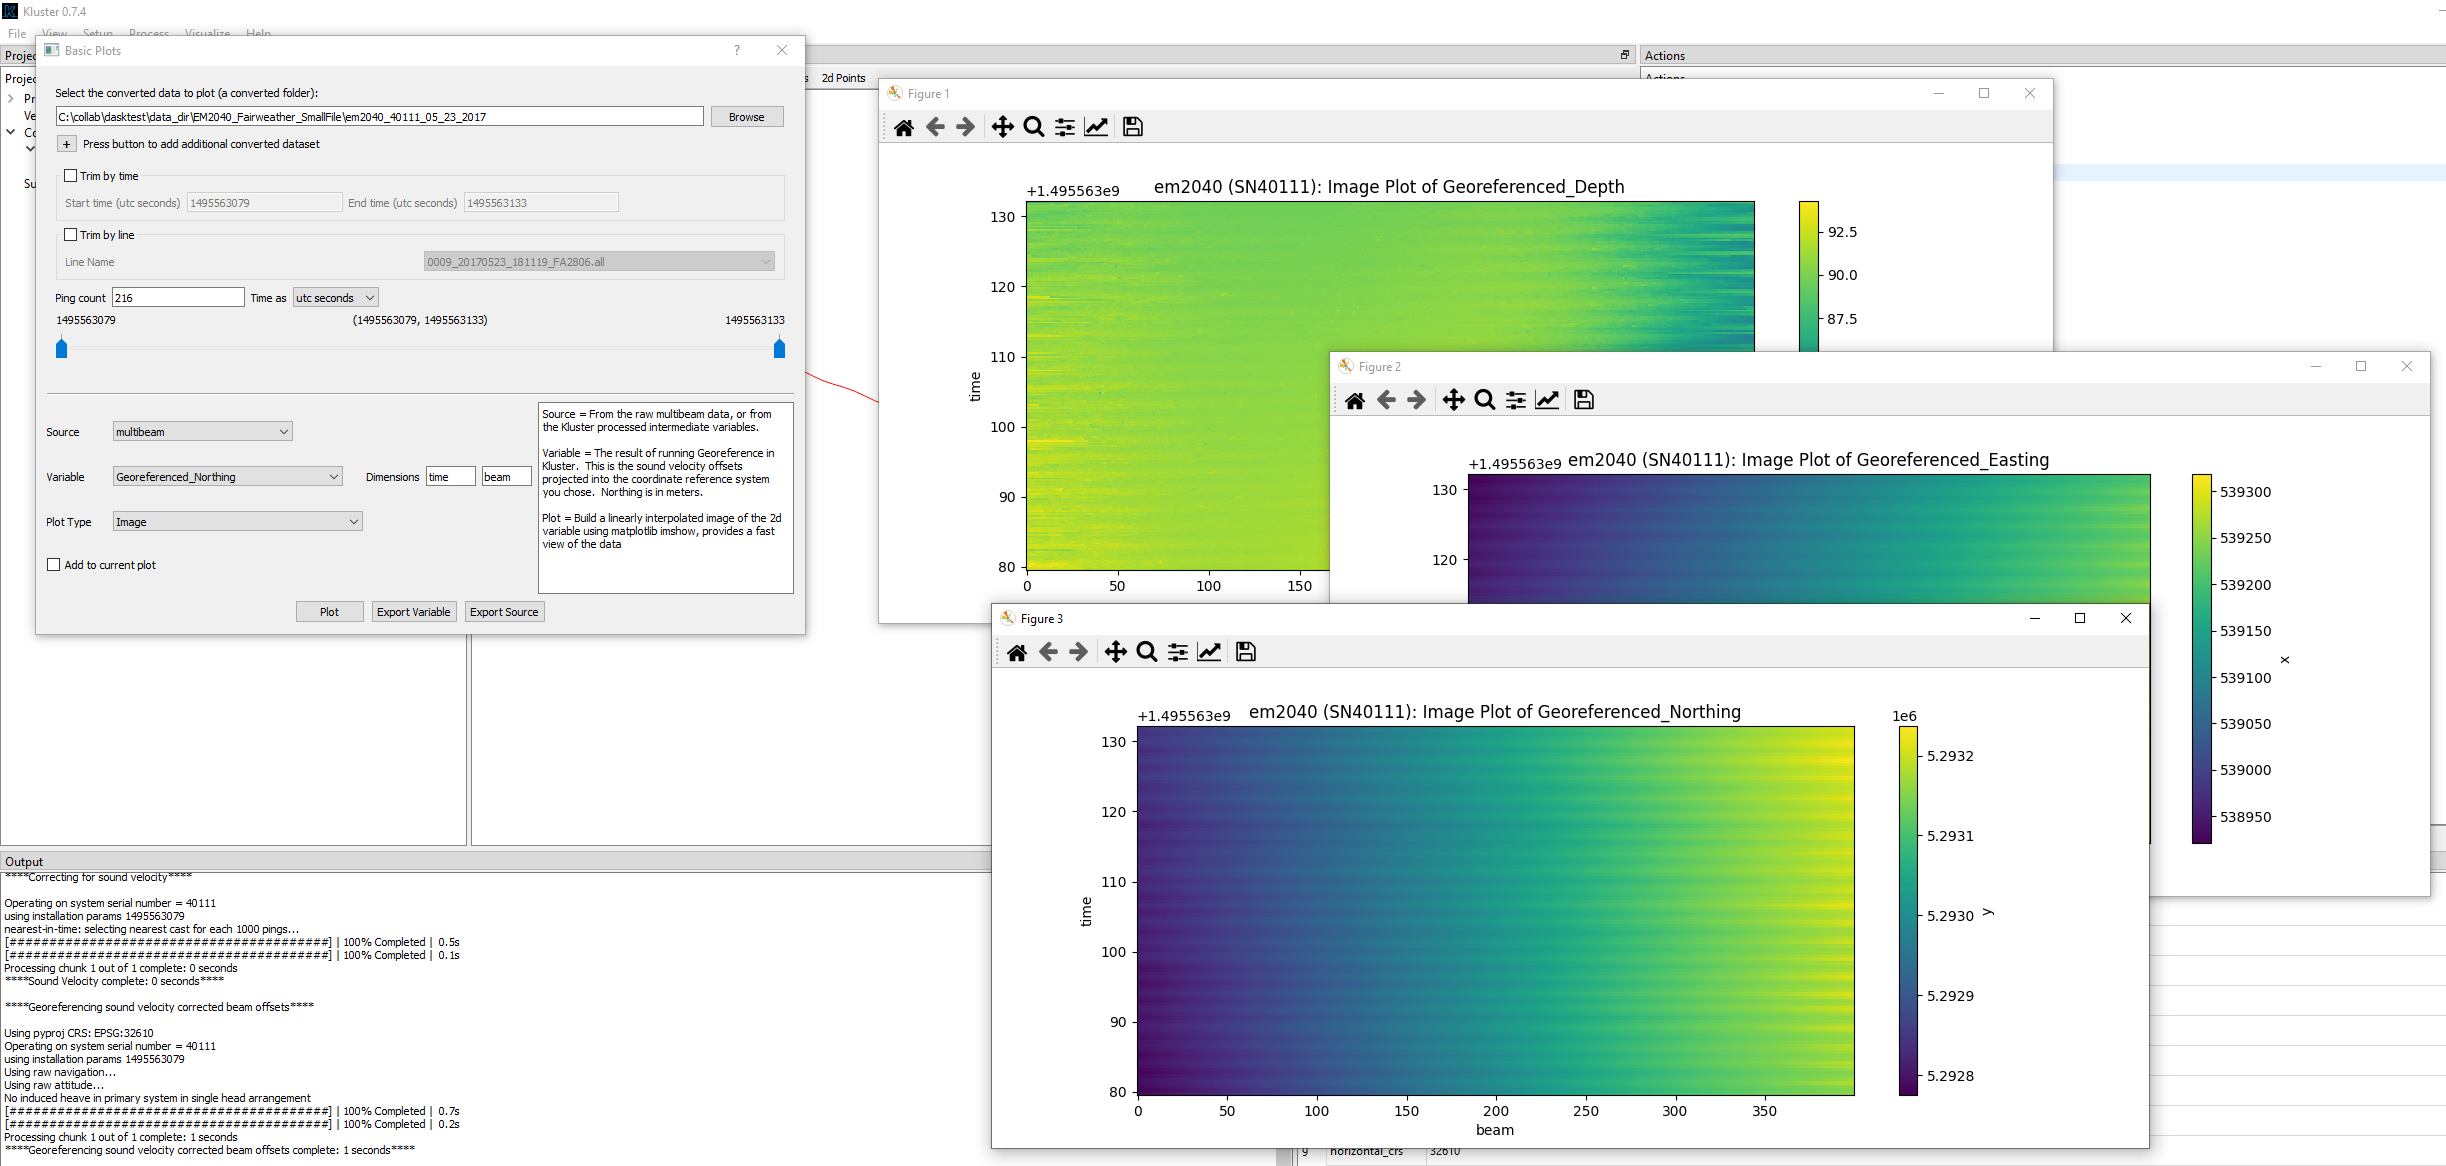 Kluster 0.7.4
File View Setup Process Visualize Help
Basic Plots
?
Select the converted data to plot (a converted folder):
C:\collab\dasktest\data_dir\EM2040_Fairweather_SmallFile\em2040_40111_05_23_2017
Browse
+ Press button to add additional converted dataset
Trim by time
Start time (utc seconds) 1495563079 End time (utc seconds) 1495563133
Trim by line
Line Name 0009_20170523_181119_FA2806.all
Ping count 216 Time as utc seconds
1495563079 (1495563079, 1495563133) 1495563133
Source multibeam
Variable Georeferenced_Northing Dimensions time beam
Plot Type Image
Add to current plot
Source = From the raw multibeam data, or from
the Kluster processed intermediate variables.
Variable = The result of running Georeference in
Kluster. This is the sound velocity offsets
projected into the coordinate reference system
you chose. Northing is in meters.
Plot = Build a linearly interpolated image of the 2d
variable using matplotlib imshow, provides a fast
view of the data
Plot Export Variable Export Source
2d Points
Actions
Actions
Figure 1
+1.495563e9 em2040 (SN40111): Image Plot of Georeferenced_Depth
130
120
110
100
90
80
time
0 50 100 150
92.5
90.0
87.5
Figure 2
+1.495563e9 em2040 (SN40111): Image Plot of Georeferenced_Easting
130
120
539300
539250
539200
539150
539100
539050
539000
538950
x
Figure 3
+1.495563e9 em2040 (SN40111): Image Plot of Georeferenced_Northing
1e6
130
120
110
100
90
80
time
0 50 100 150 200 250 300 350
beam
5.2932
5.2931
5.2930
5.2929
5.2928
y
Output
****Correcting for sound velocity****
Operating on system serial number = 40111
using installation params 1495563079
nearest-in-time: selecting nearest cast for each 1000 pings...
[########################################] | 100% Completed | 0.5s
[########################################] | 100% Completed | 0.1s
Processing chunk 1 out of 1 complete: 0 seconds
****Sound Velocity complete: 0 seconds****
****Georeferencing sound velocity corrected beam offsets****
Using pyproj CRS: EPSG:32610
Operating on system serial number = 40111
using installation params 1495563079
Using raw navigation...
Using raw attitude...
No induced heave in primary system in single head arrangement
[########################################] | 100% Completed | 0.7s
[########################################] | 100% Completed | 0.2s
Processing chunk 1 out of 1 complete: 1 seconds
****Georeferencing sound velocity corrected beam offsets complete: 1 seconds****
9 horizontal_crs 32610